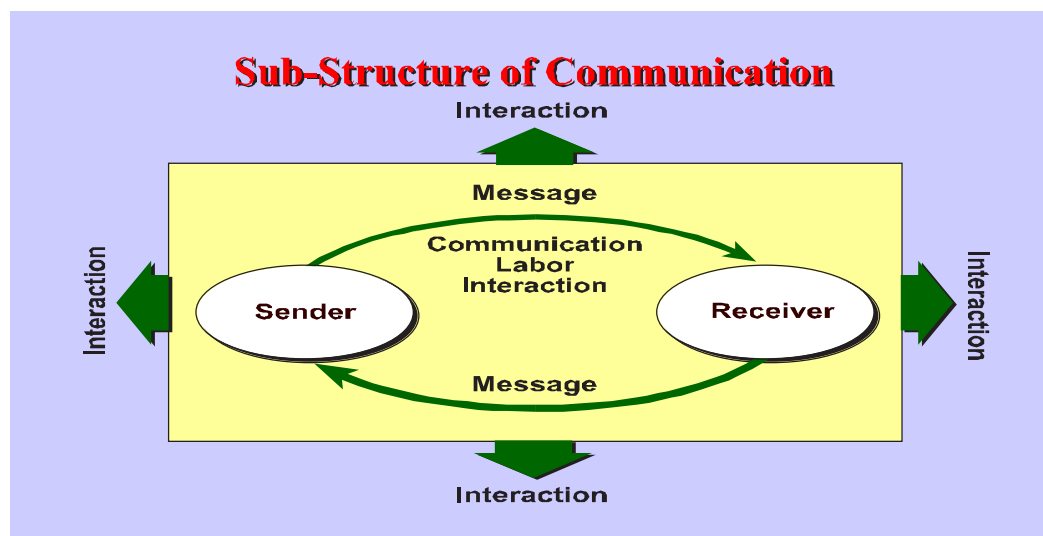 Sub-Structure of Communication
Interaction
Message
Communication
Labor
Interaction
Interaction
Sender
Receiver
Interaction
Message
Interaction